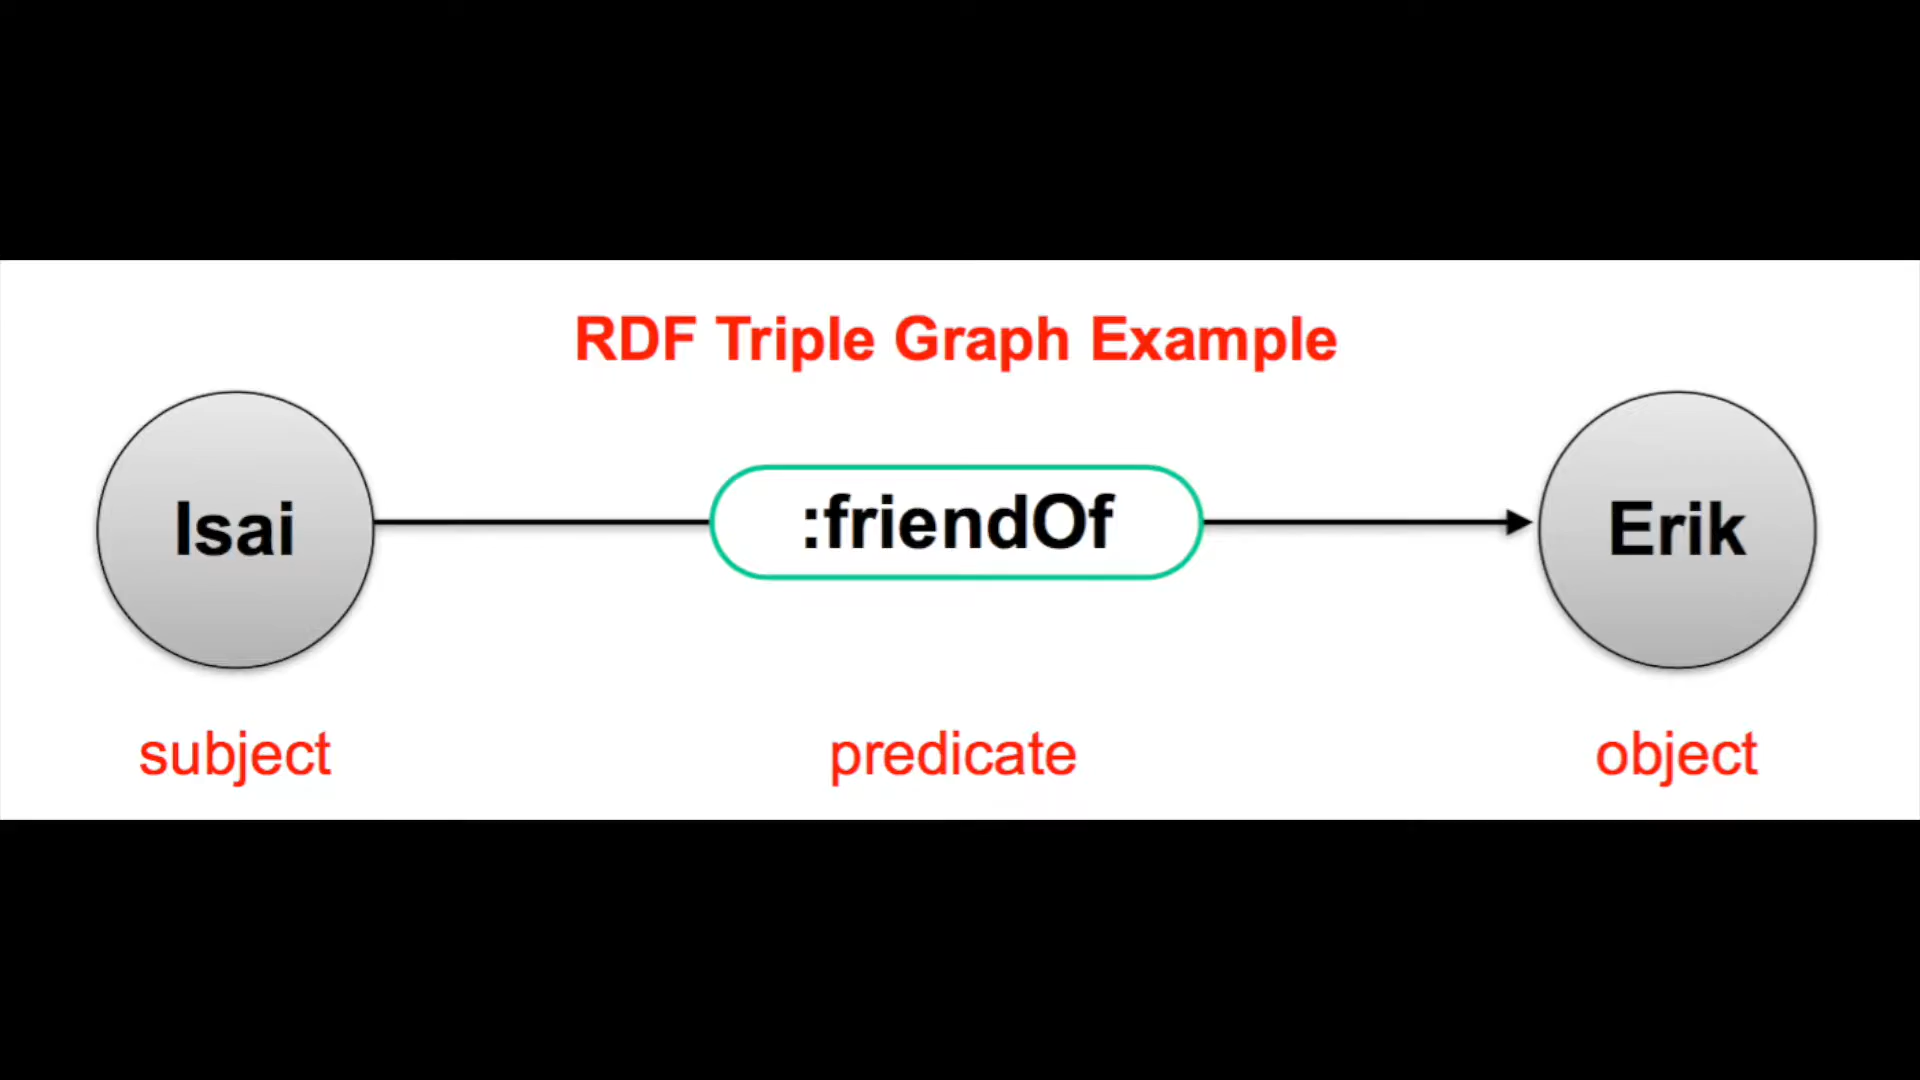 RDF Triple Graph Example
Isai
:friendOf
Erik
subject
predicate
object